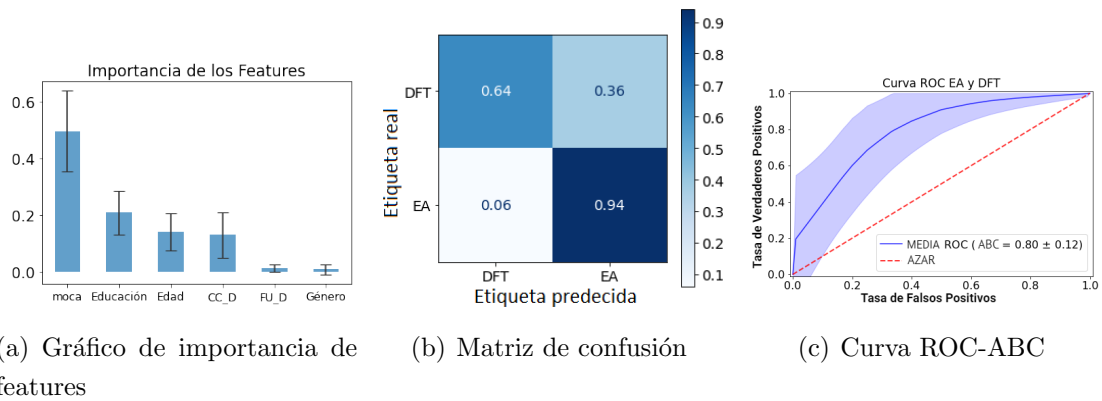 Importancia de los Features
0.6
0.4
0.2
0.0
moca Educación Edad CC_D FU_D Género
(a) Gráfico de importancia de
features
Etiqueta real
DFT
EA
0.64 0.36
0.06 0.94
DFT EA
Etiqueta predecida
0.9
0.8
0.7
0.6
0.5
0.4
0.3
0.2
0.1
(b) Matriz de confusión
Curva ROC EA y DFT
Tasa de Verdaderos Positivos
1.0
0.8
0.6
0.4
0.2
0.0
MEDIA ROC ( ABC = 0.80 ± 0.12)
AZAR
0.0 0.2 0.4 0.6 0.8 1.0
Tasa de Falsos Positivos
(c) Curva ROC-ABC